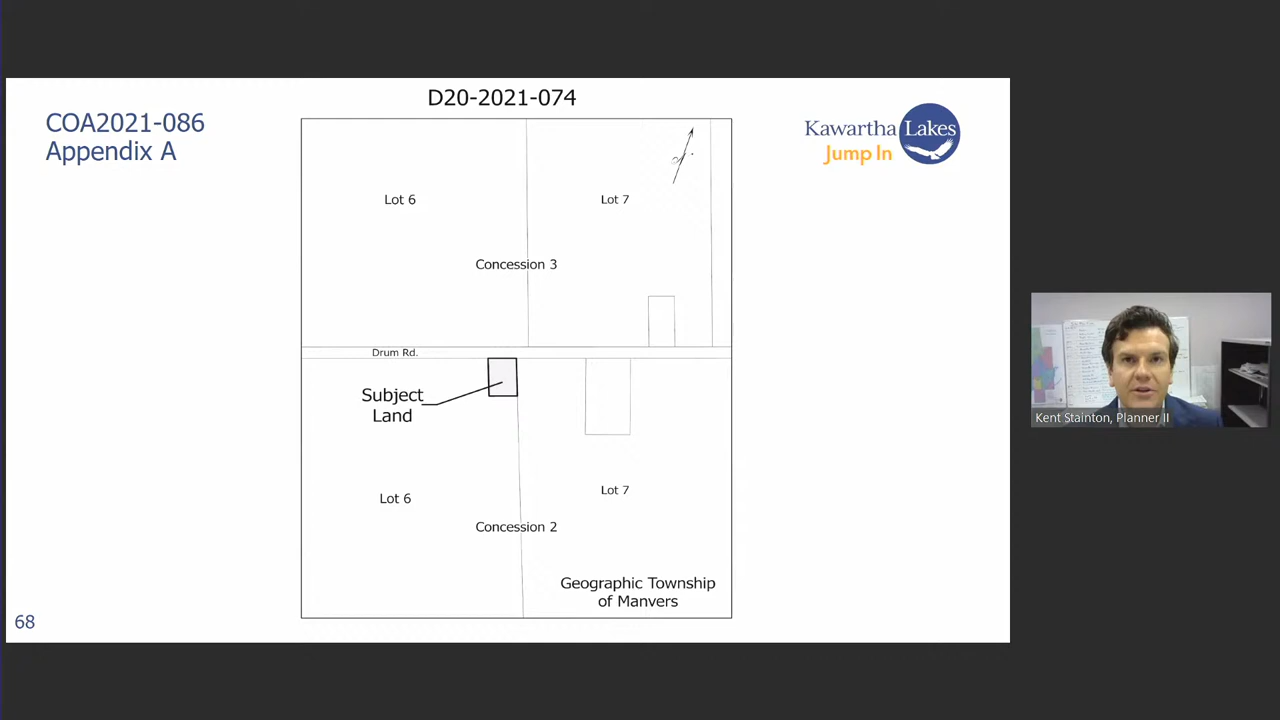 D20-2021-074
COA2021-086
Appendix A
Kawartha Lakes
Jump In
Lot 6
Lot 7
Concession 3
Drum Rd.
Subject
Land
Lot 6
Lot 7
Concession 2
Geographic Township
of Manvers
68
Kent Stainton, Planner II